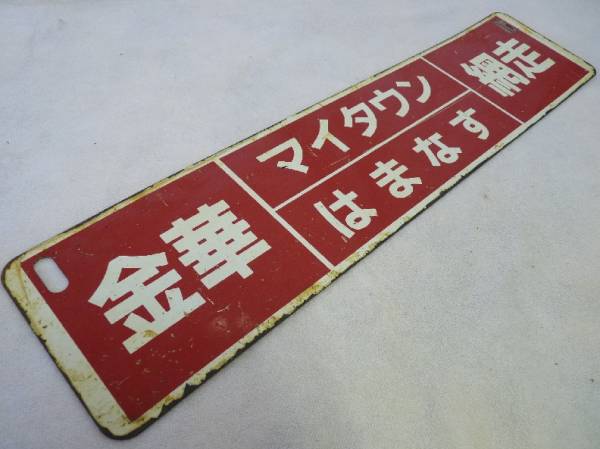 金華
マイタウン
はまなす
網走